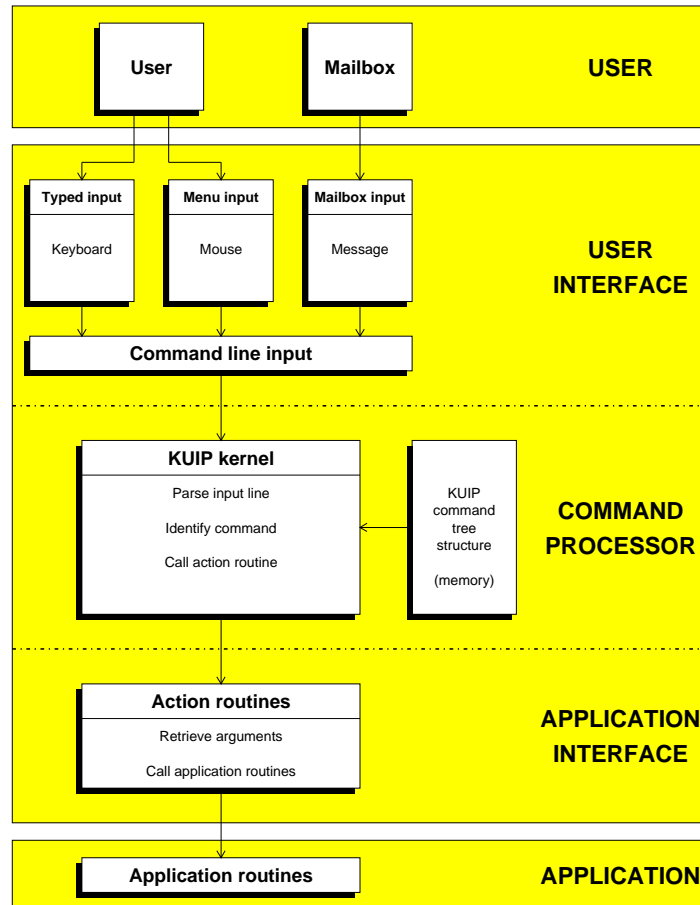 User
Mailbox
USER
Typed input
Menu input
Mailbox input
Keyboard
Mouse
Message
USER
INTERFACE
Command line input
KUIP kernel
Parse input line
Identify command
Call action routine
KUIP
command
tree
structure
(memory)
COMMAND
PROCESSOR
Action routines
Retrieve arguments
Call application routines
APPLICATION
INTERFACE
Application routines
APPLICATION